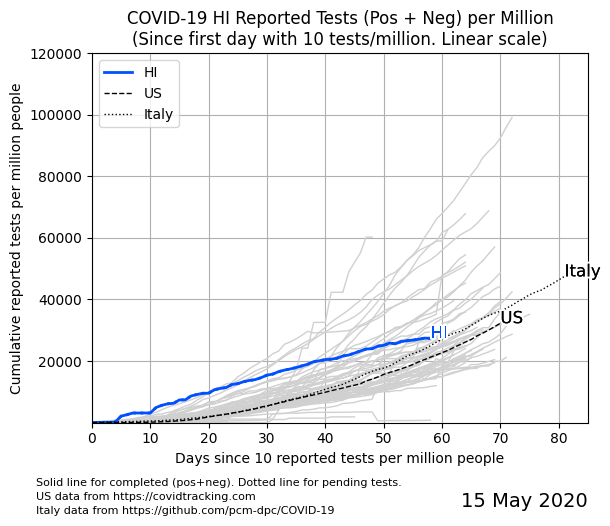 COVID-19 HI Reported Tests (Pos + Neg) per Million
(Since first day with 10 tests/million. Linear scale)
Cumulative reported tests per million people
120000
100000
80000
60000
40000
20000
HI
US
Italy
Italy
US
HI
0 10 20 30 40 50 60 70 80
Days since 10 reported tests per million people
Solid line for completed (pos+neg). Dotted line for pending tests.
US data from https://covidtracking.com
Italy data from https://github.com/pcm-dpc/COVID-19
15 May 2020